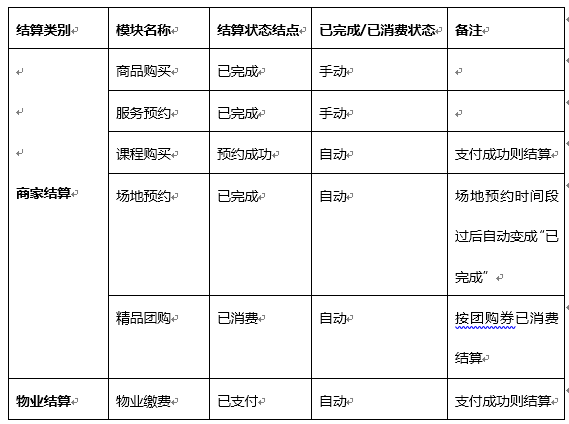 结算类别 模块名称 结算状态结点 已完成/已消费状态 备注
商品购买 已完成 手动
服务预约 已完成 手动
课程购买 预约成功 自动 支付成功则结算
商家结算 场地预约 已完成 自动 场地预约时间段
过后自动变成“已
完成”
精品团购 已消费 自动 按团购券已消费
结算
物业结算 物业缴费 已支付 自动 支付成功则结算